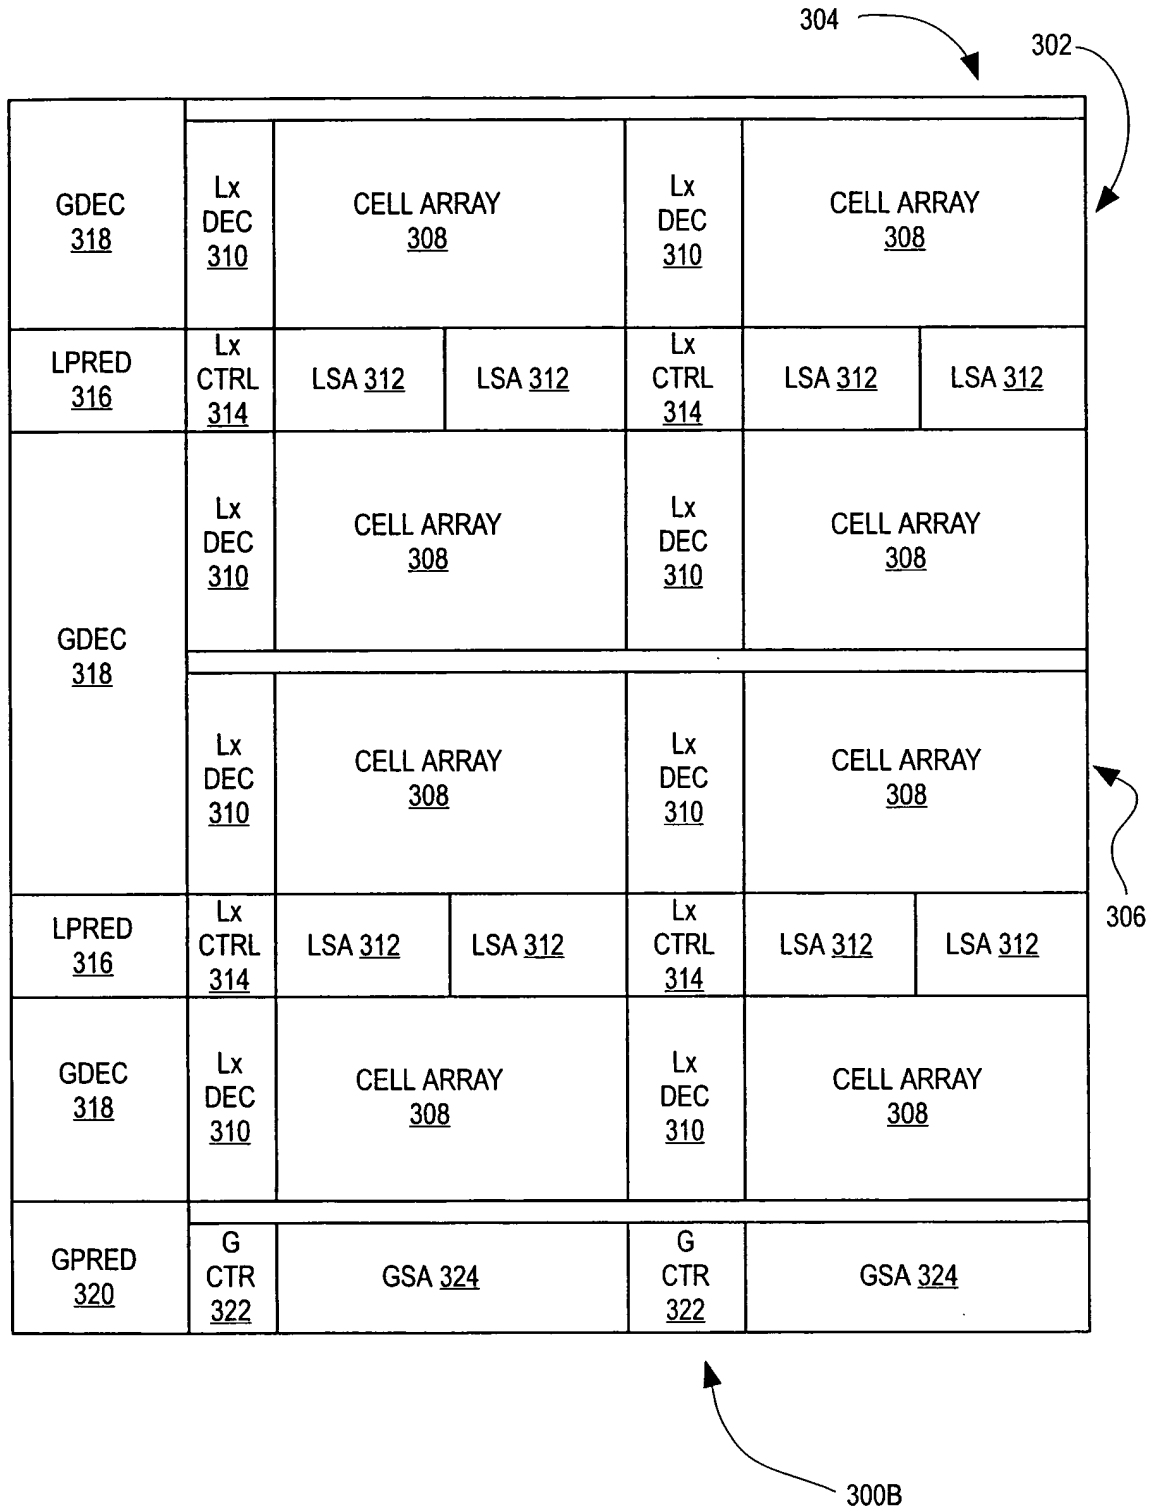 304
302
GDEC
318
Lx
DEC
310
CELL ARRAY
308
Lx
DEC
310
CELL ARRAY
308
LPRED
316
Lx
CTRL
314
LSA 312
LSA 312
Lx
CTRL
314
LSA 312
LSA 312
GDEC
318
Lx
DEC
310
CELL ARRAY
308
Lx
DEC
310
CELL ARRAY
308
Lx
DEC
310
CELL ARRAY
308
Lx
DEC
310
CELL ARRAY
308
306
LPRED
316
Lx
CTRL
314
LSA 312
LSA 312
Lx
CTRL
314
LSA 312
LSA 312
GDEC
318
Lx
DEC
310
CELL ARRAY
308
Lx
DEC
310
CELL ARRAY
308
GPRED
320
G
CTR
322
GSA 324
G
CTR
322
GSA 324
300B